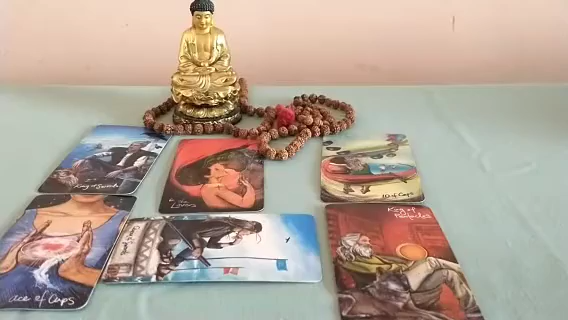 King of Swords
The
Lovers
10 of Cups
King of
Pentacles
ace of Cups